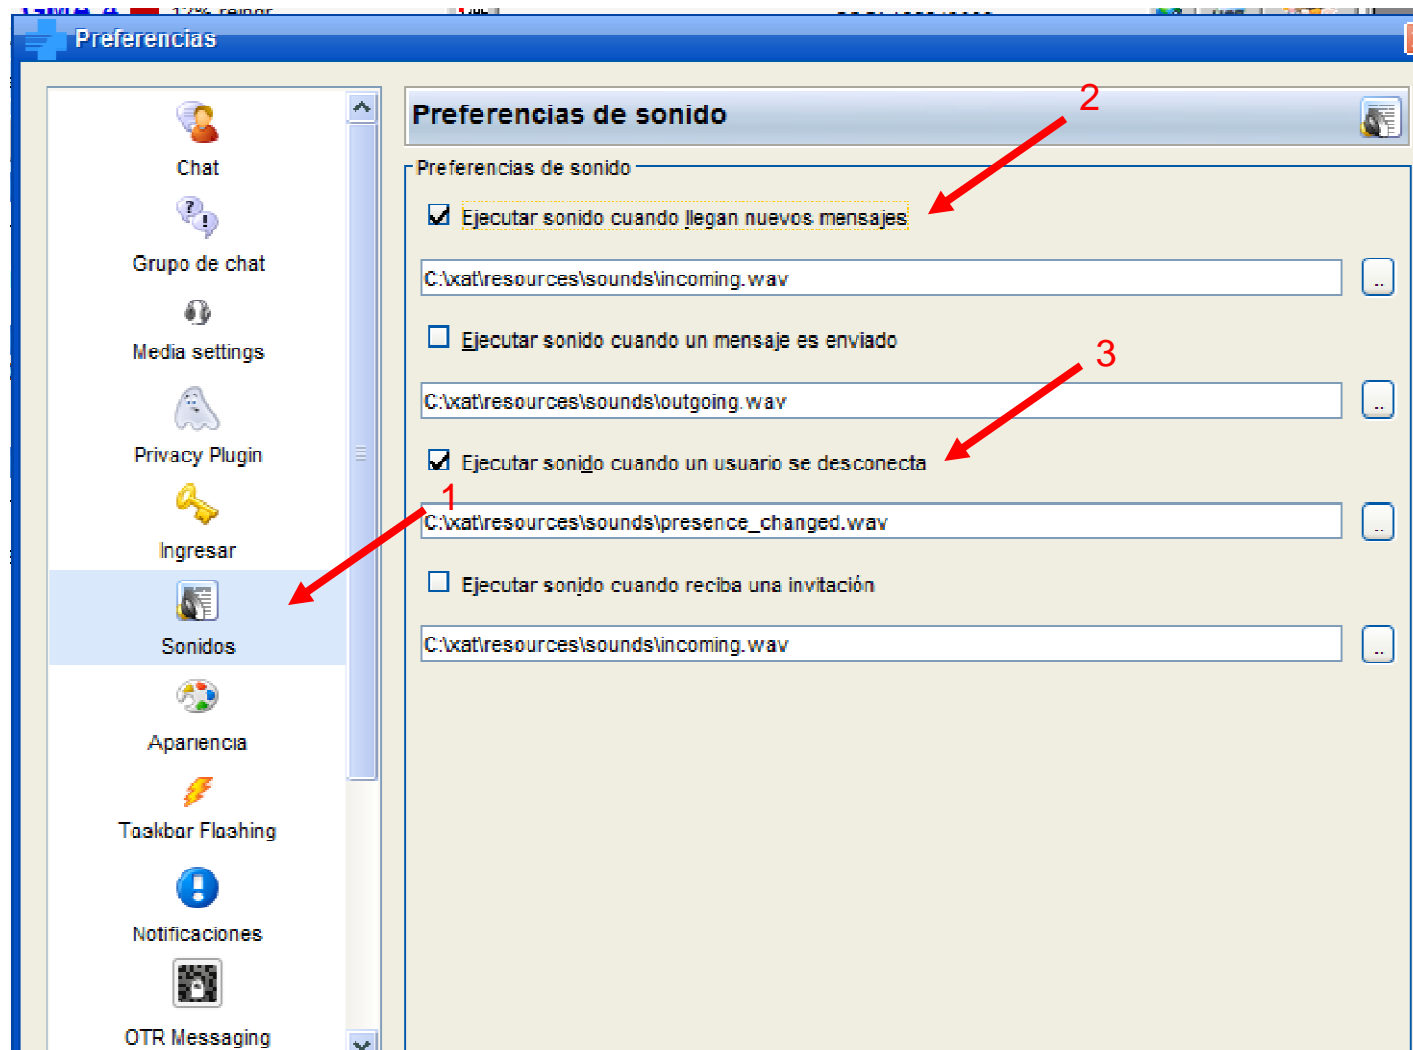 Preferencias
Chat
Grupo de chat
Media settings
Privacy Plugin
Ingresar
Sonidos
Apariencia
Taskbar Flashing
Notificaciones
OTR Messaging
1
Preferencias de sonido
2
Preferencias de sonido
Ejecutar sonido cuando llegan nuevos mensajes
C:\xat\resources\sounds\incoming.wav
..
Ejecutar sonido cuando un mensaje es enviado
3
C:\xat\resources\sounds\outgoing.wav
..
Ejecutar sonido cuando un usuario se desconecta
C:\xat\resources\sounds\presence_changed.wav
..
Ejecutar sonido cuando reciba una invitación
C:\xat\resources\sounds\incoming.wav
..